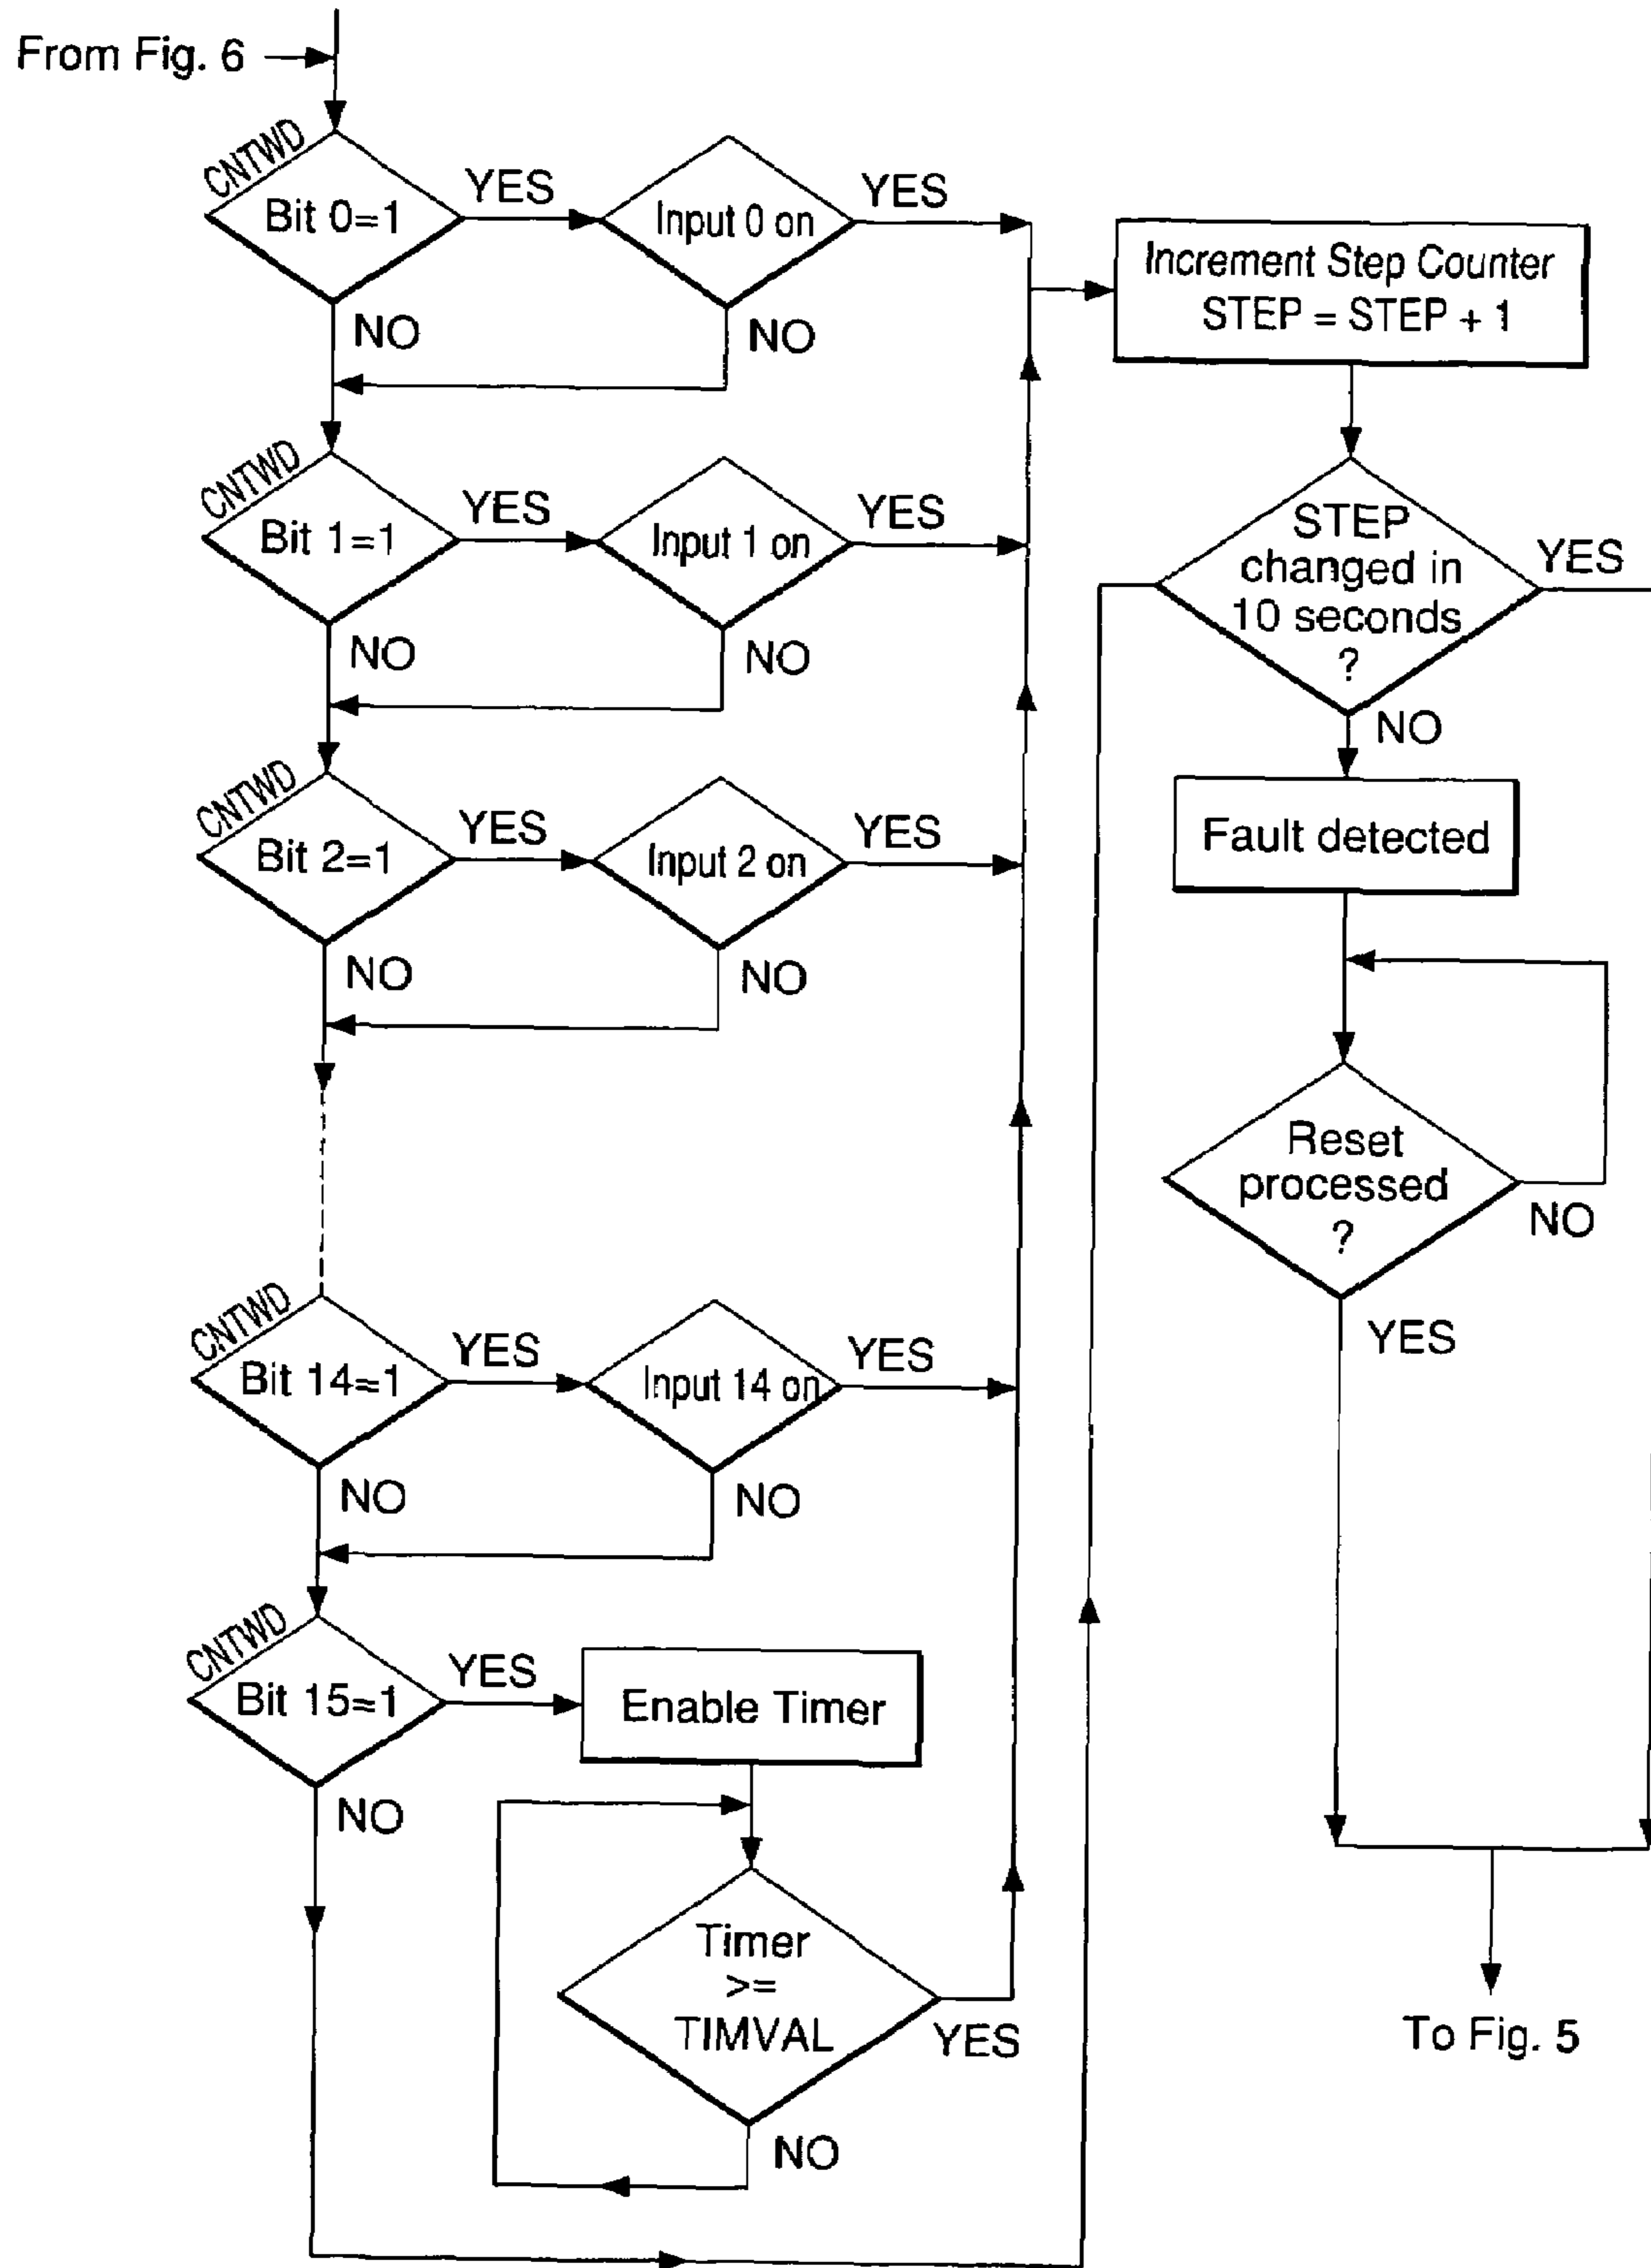 From Fig. 6
CNTWD
Bit 0=1
YES
NO
Input 0 on
YES
NO
CNTWD
Bit 1=1
YES
NO
Input 1 on
YES
NO
CNTWD
Bit 2=1
YES
NO
Input 2 on
YES
NO
CNTWD
Bit 14=1
YES
NO
Input 14 on
YES
NO
CNTWD
Bit 15=1
YES
NO
Enable Timer
Timer
>=
TIMVAL
YES
NO
Increment Step Counter
STEP = STEP + 1
STEP
changed in
10 seconds
?
YES
NO
Fault detected
Reset
processed
?
NO
YES
To Fig. 5